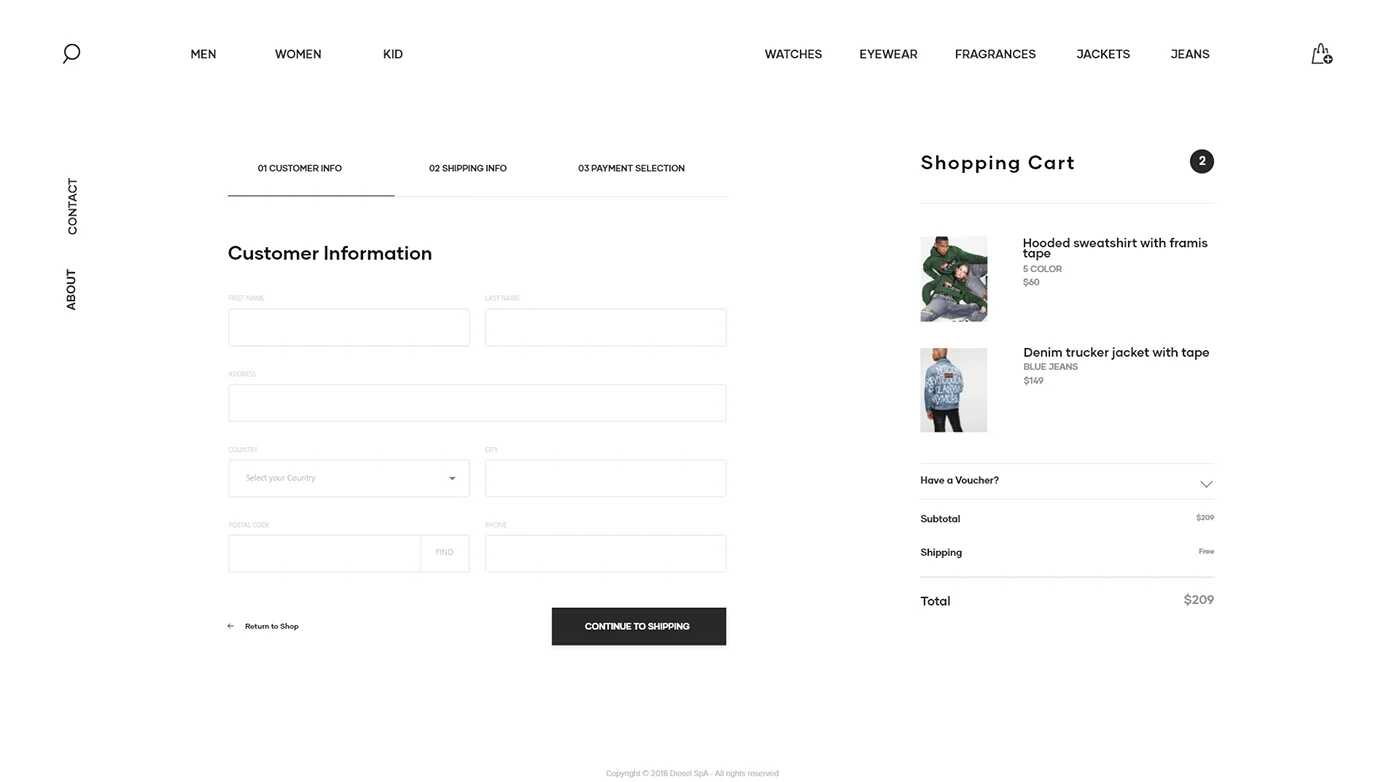 MEN WOMEN KID WATCHES EYEWEAR FRAGRANCES JACKETS JEANS
CONTACT
ABOUT
01 CUSTOMER INFO 02 SHIPPING INFO 03 PAYMENT SELECTION
Customer Information
FIRST NAME LAST NAME
ADDRESS
COUNTRY CITY
Select your Country
POSTAL CODE PHONE
FIND
Return to Shop
CONTINUE TO SHIPPING
Shopping Cart 2
Hooded sweatshirt with framis
tape
5 COLOR
$60
Denim trucker jacket with tape
BLUE JEANS
$149
Have a Voucher?
Subtotal $209
Shipping Free
Total $209
Copyright © 2018 Diesel SpA - All rights reserved